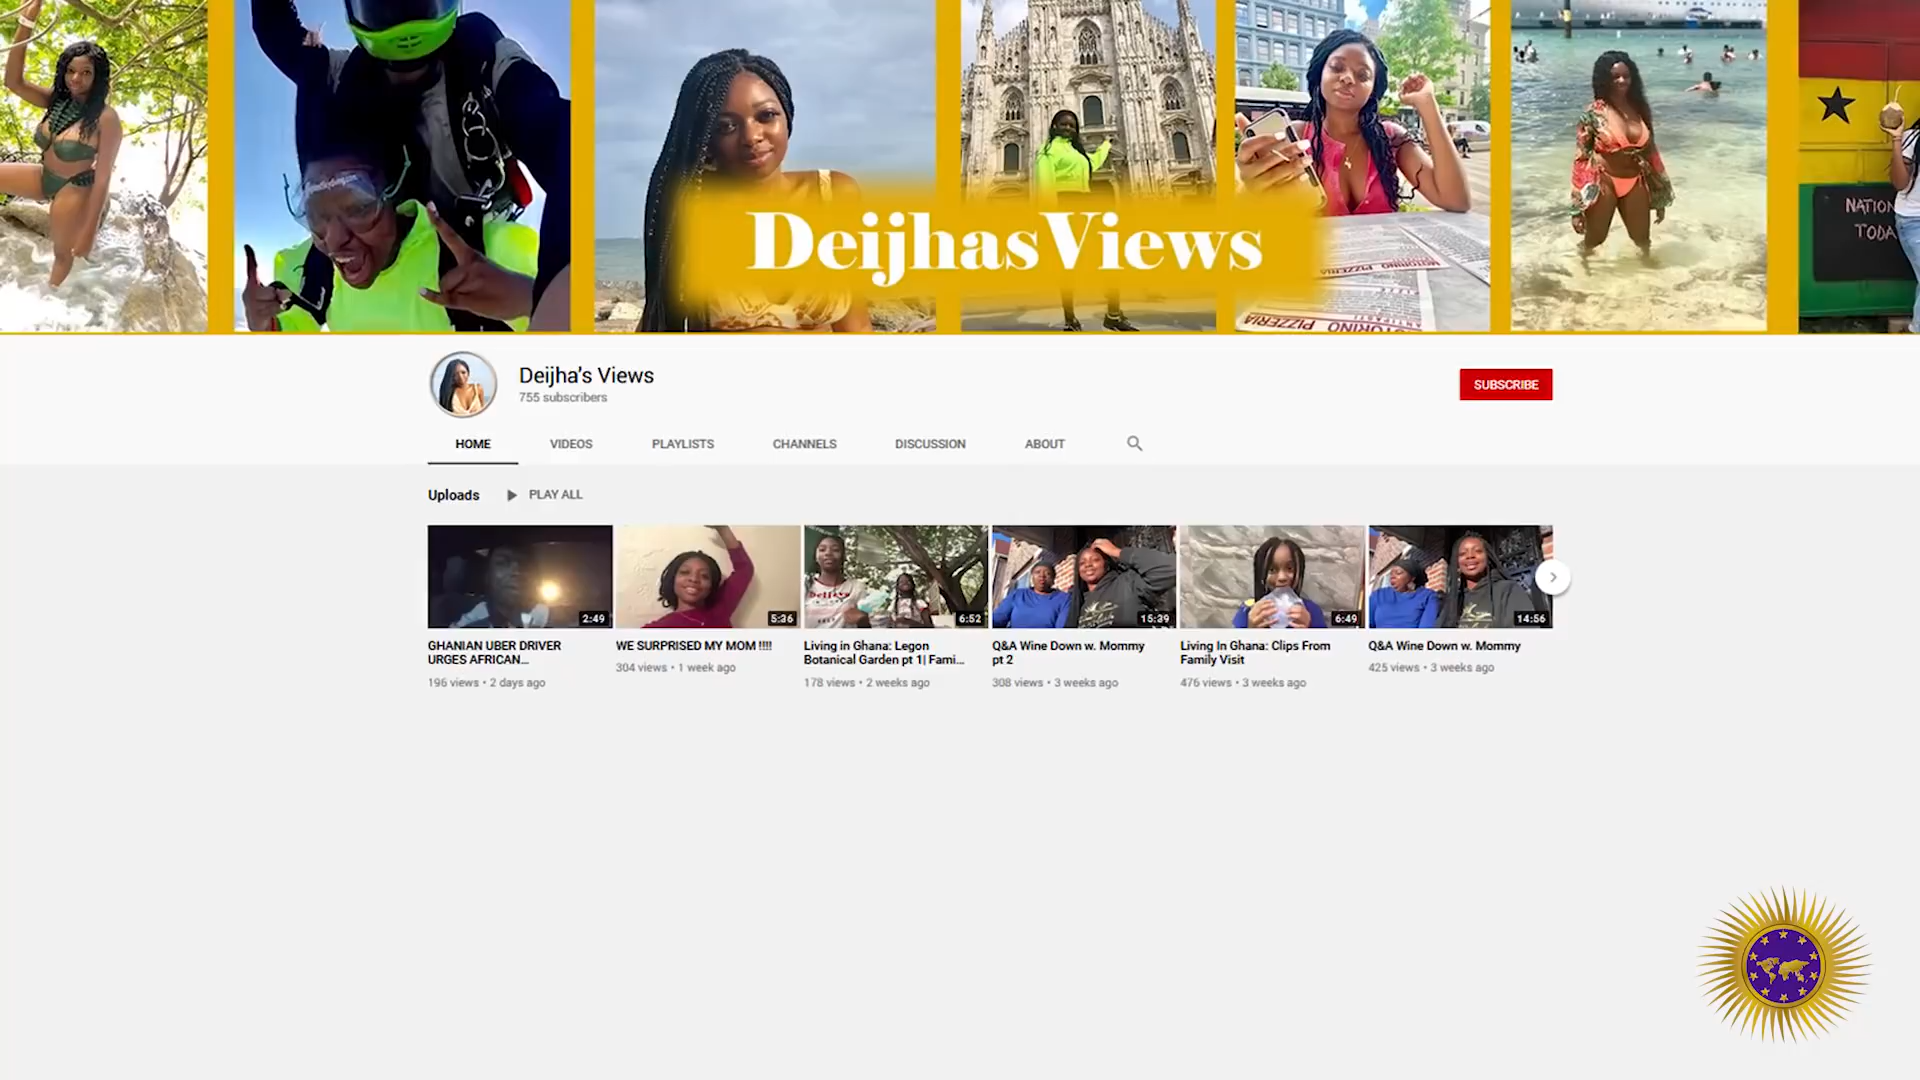 DeijhasViews
NATION
TODA
PIZZERIA
PIZZERIA
Deijha's Views
755 subscribers
SUBSCRIBE
HOME
VIDEOS
PLAYLISTS
CHANNELS
DISCUSSION
ABOUT
Uploads
PLAY ALL
2:49
5:36
6:52
15:39
6:49
14:56
GHANIAN UBER DRIVER
URGES AFRICAN...
196 views • 2 days ago
WE SURPRISED MY MOM !!!!
304 views • 1 week ago
Living in Ghana: Legon
Botanical Garden pt 1| Fami...
178 views • 2 weeks ago
Q&A Wine Down w. Mommy
pt 2
308 views • 3 weeks ago
Living In Ghana: Clips From
Family Visit
476 views • 3 weeks ago
Q&A Wine Down w. Mommy
425 views • 3 weeks ago